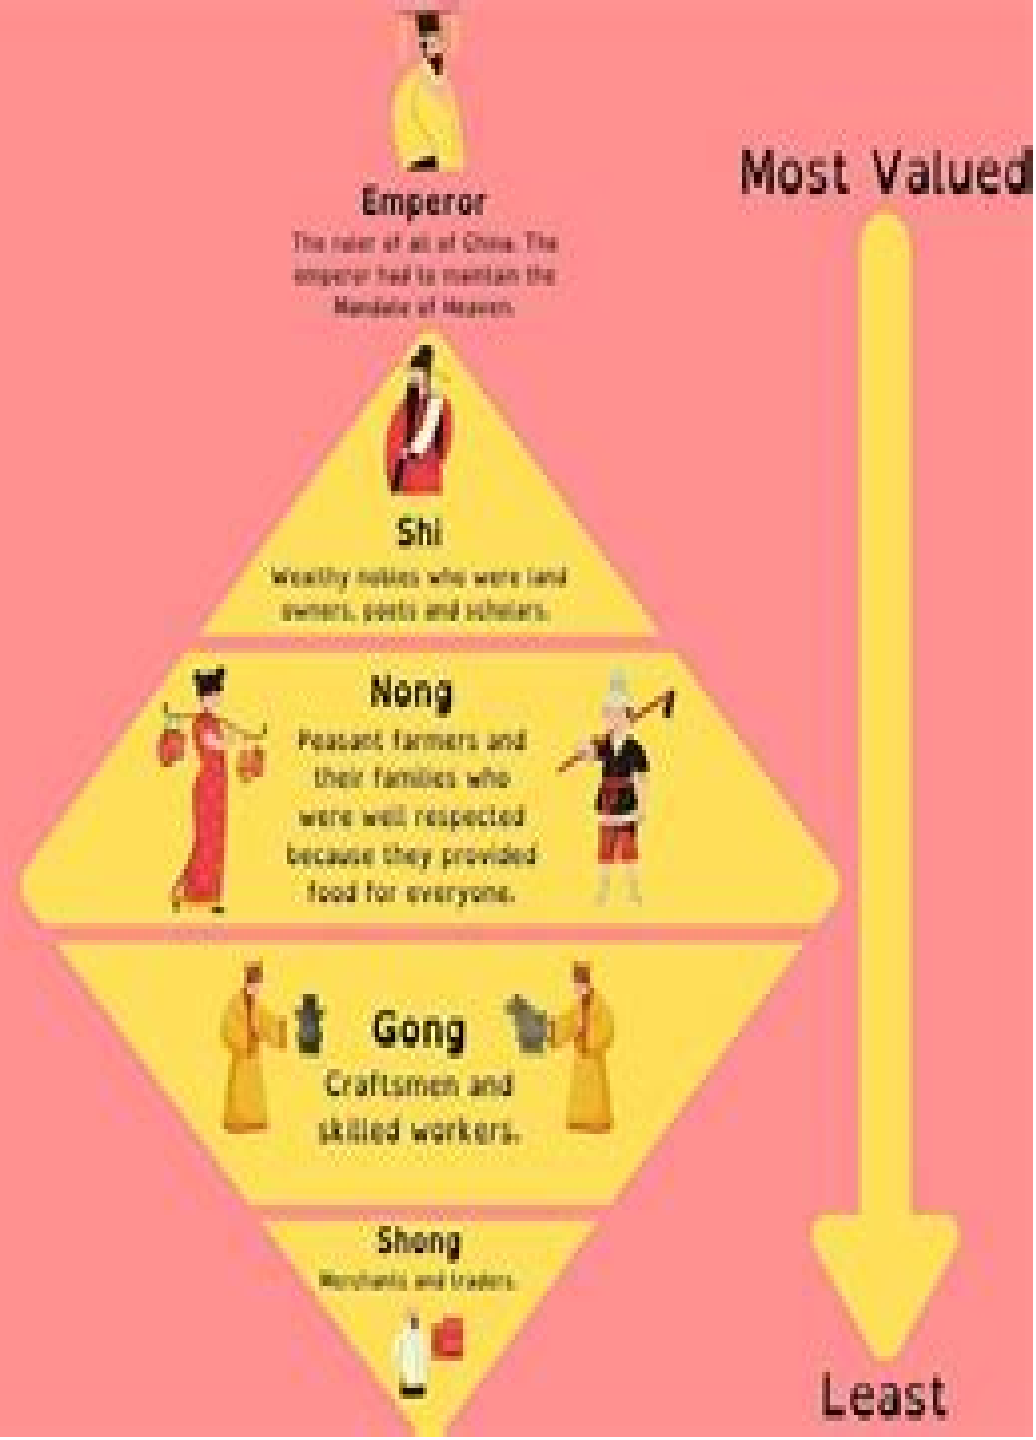 Emperor
The ruler of all of China. The
emperor had to maintain the
Mandate of Heaven.
Most Valued
Shi
Wealthy nobles who were land
owners, poets and scholars.
Nong
Peasant farmers and
their families who
were well respected
because they provided
food for everyone.
Gong
Craftsmen and
skilled workers.
Shong
Merchants and traders.
Least